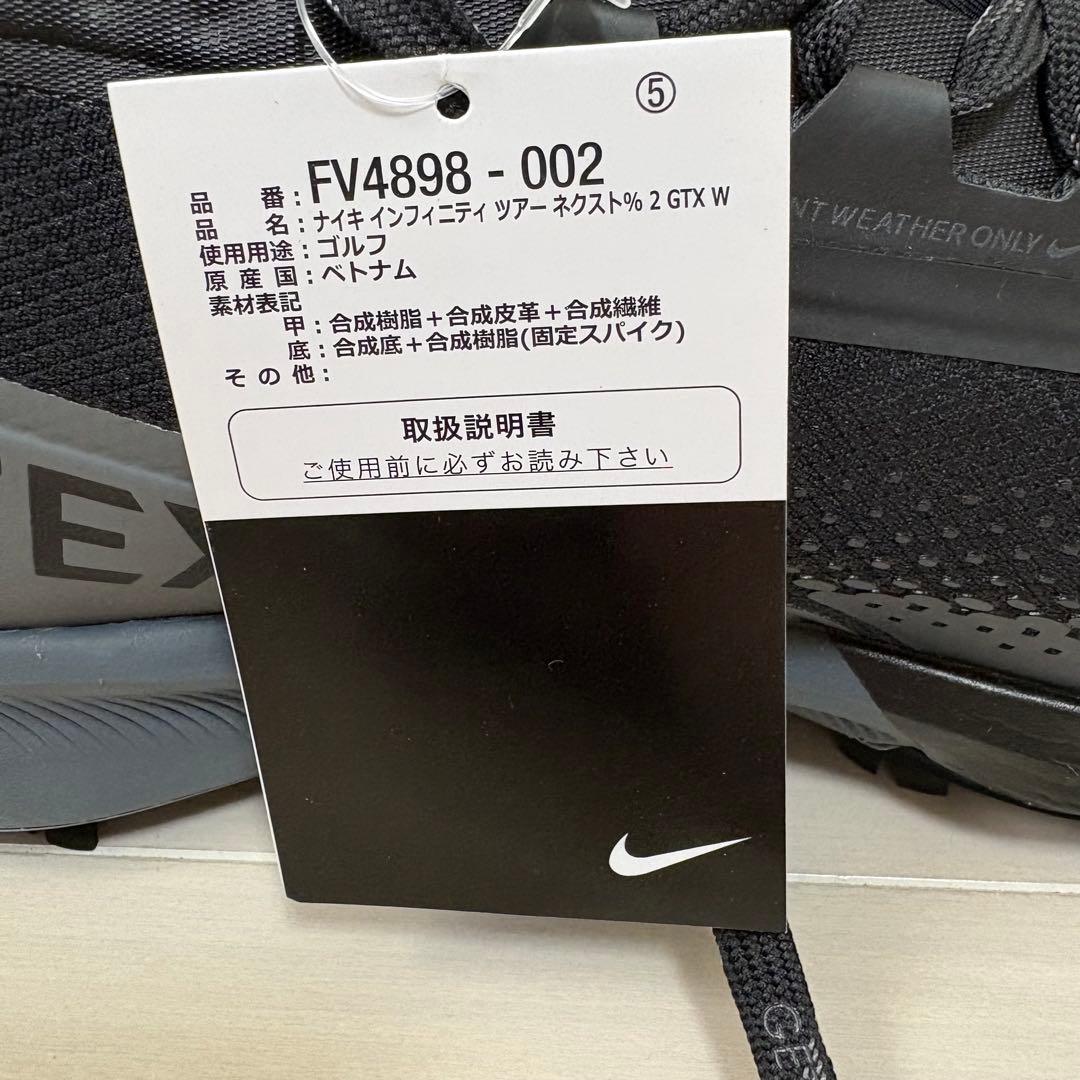 ⑤
品 番 : FV4898 - 002
品 名 : ナイキ インフィニティ ツアー ネクスト% 2 GTX W
使用用途 : ゴルフ
原 産 国 : ベトナム
素材表記
甲 : 合成樹脂＋合成皮革＋合成繊維
底 : 合成底＋合成樹脂(固定スパイク)
そ の 他 :
取扱説明書
ご使用前に必ずお読み下さい
NT WEATHER ONLY
EX